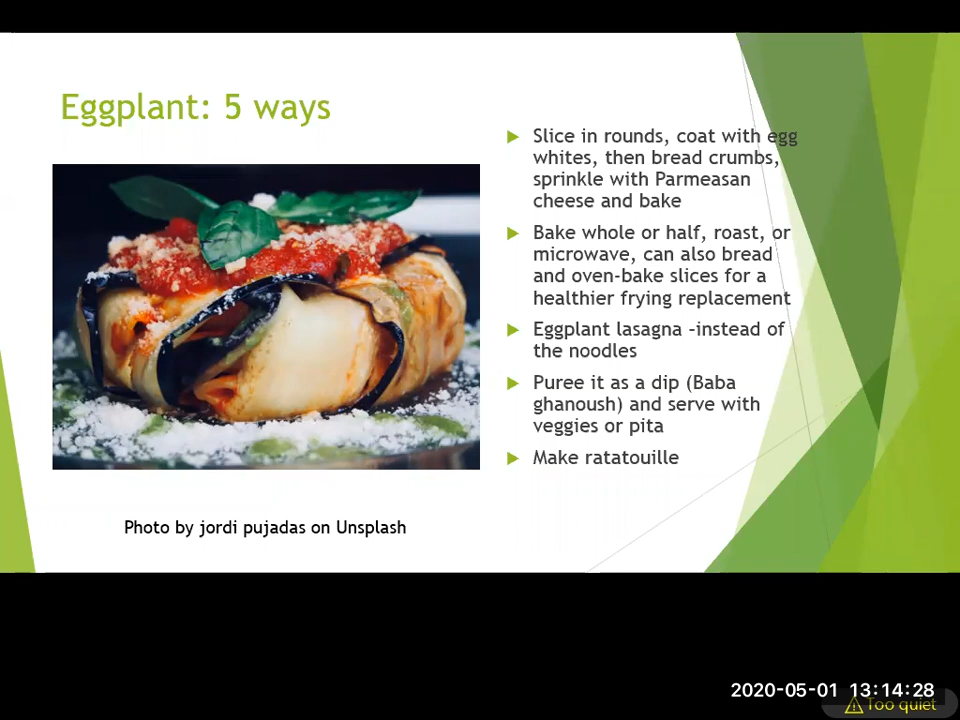 Eggplant: 5 ways
Slice in rounds, coat with egg
whites, then bread crumbs,
sprinkle with Parmeasan
cheese and bake
Bake whole or half, roast, or
microwave, can also bread
and oven-bake slices for a
healthier frying replacement
Eggplant lasagna –instead of
the noodles
Puree it as a dip (Baba
ghanoush) and serve with
veggies or pita
Make ratatouille
Photo by jordi pujadas on Unsplash
2020-05-01 13:14:28
Too quiet